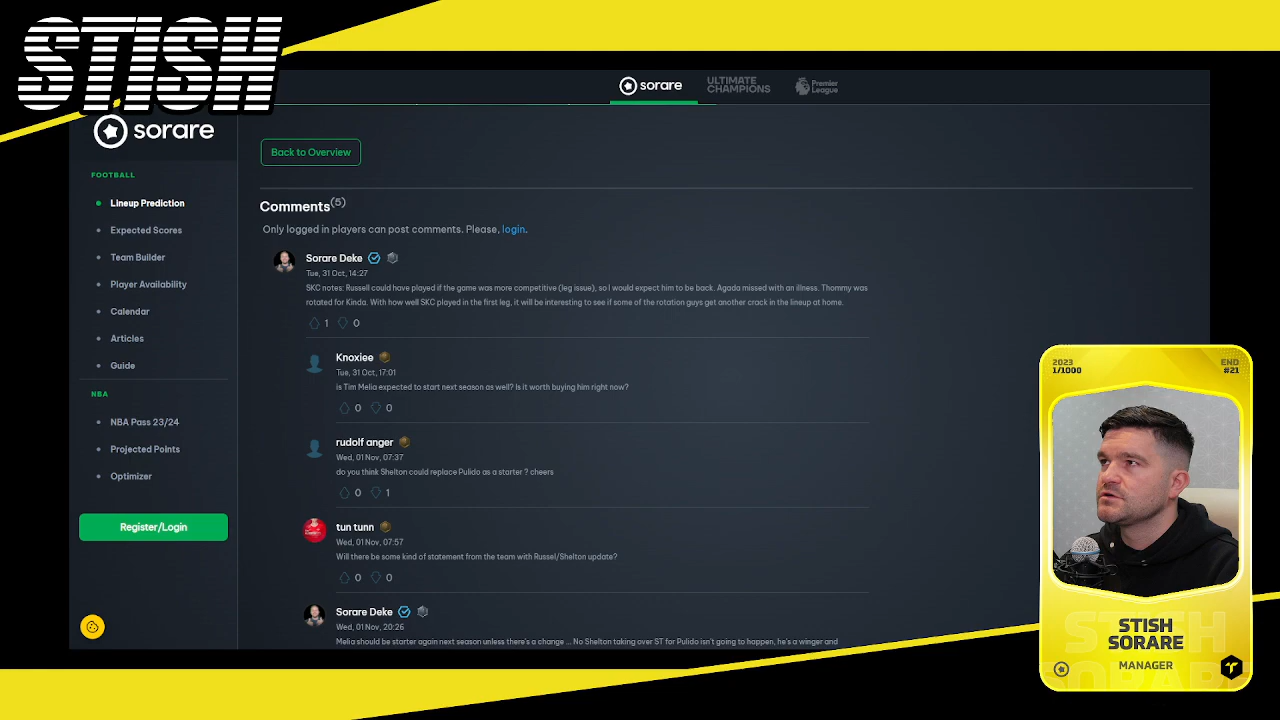 STISH
sorare
ULTIMATE
CHAMPIONS
Premier
League
sorare
Back to Overview
FOOTBALL
Lineup Prediction
Expected Scores
Team Builder
Player Availability
Calendar
Articles
Guide
NBA
NBA Pass 23/24
Projected Points
Optimizer
Register/Login
Comments(5)
Only logged in players can post comments. Please, login.
Sorare Deke
Tue, 31 Oct, 14:27
SKC notes: Russell could have played if the game was more competitive (leg issue), so I would expect him to be back. Agada missed with an illness. Thommy was
rotated for Kinda. With how well SKC played in the first leg, it will be interesting to see if some of the rotation guys get another crack in the lineup at home.
1 0
Knoxiee
Tue, 31 Oct, 17:01
is Tim Melia expected to start next season as well? Is it worth buying him right now?
0 0
rudolf anger
Wed, 01 Nov, 07:37
do you think Shelton could replace Pulido as a starter ? cheers
0 1
tun tunn
Wed, 01 Nov, 07:57
Will there be some kind of statement from the team with Russel/Shelton update?
0 0
Sorare Deke
Wed, 01 Nov, 20:26
Melia should be starter again next season unless there's a change ... No Shelton taking over ST for Pulido isn't going to happen, he's a winger and
2023
1/1000
END
#21
STISH
SORARE
MANAGER